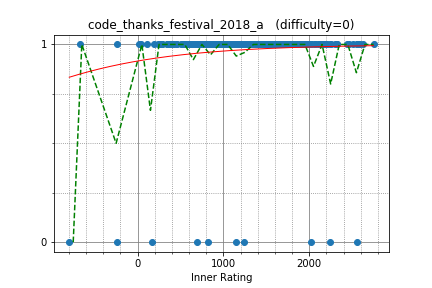 code_thanks_festival_2018_a (difficulty=0)
1
0
0 1000 2000
Inner Rating